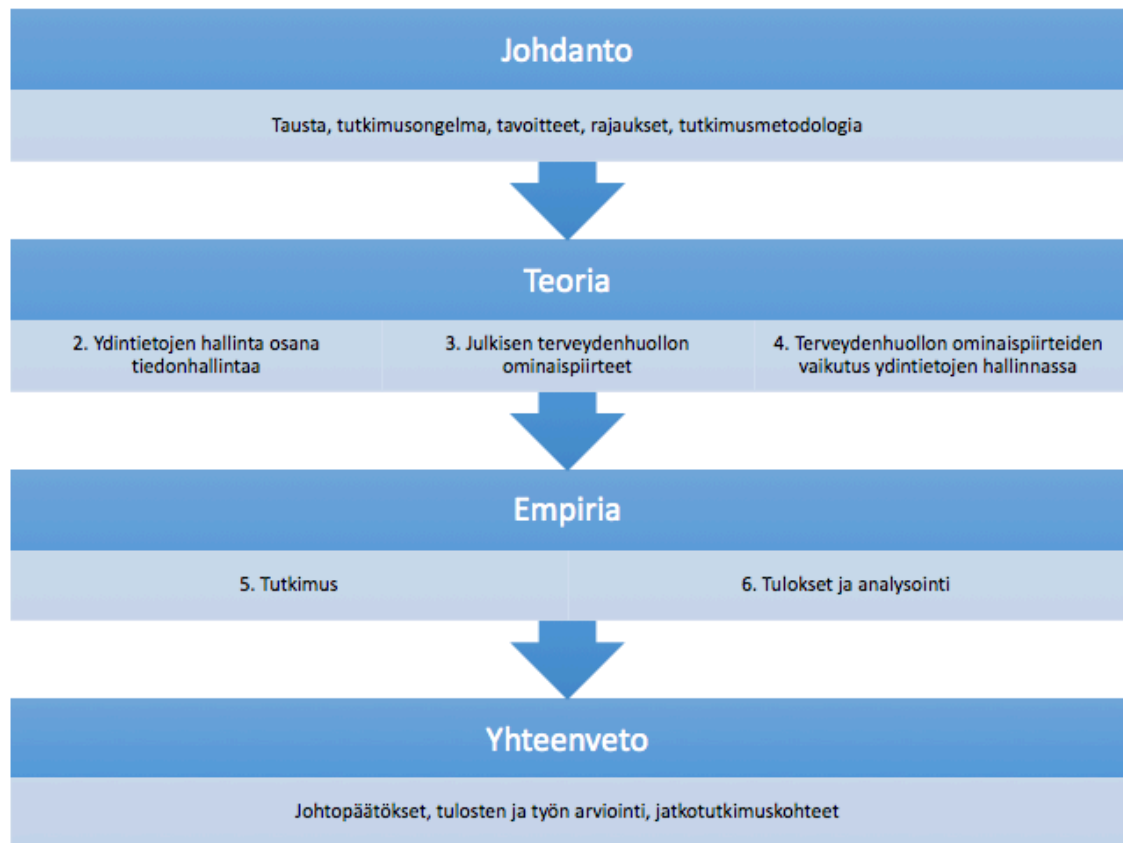 Johdanto
Tausta, tutkimusongelma, tavoitteet, rajaukset, tutkimusmetodologia
Teoria
2. Ydintietojen hallinta osana
tiedonhallintaa
3. Julkisen terveydenhuollon
ominaispiirteet
4. Terveydenhuollon ominaispiirteiden
vaikutus ydintietojen hallinnassa
Empiria
5. Tutkimus
6. Tulokset ja analysointi
Yhteenveto
Johtopäätökset, tulosten ja työn arviointi, jatkotutkimuskohteet